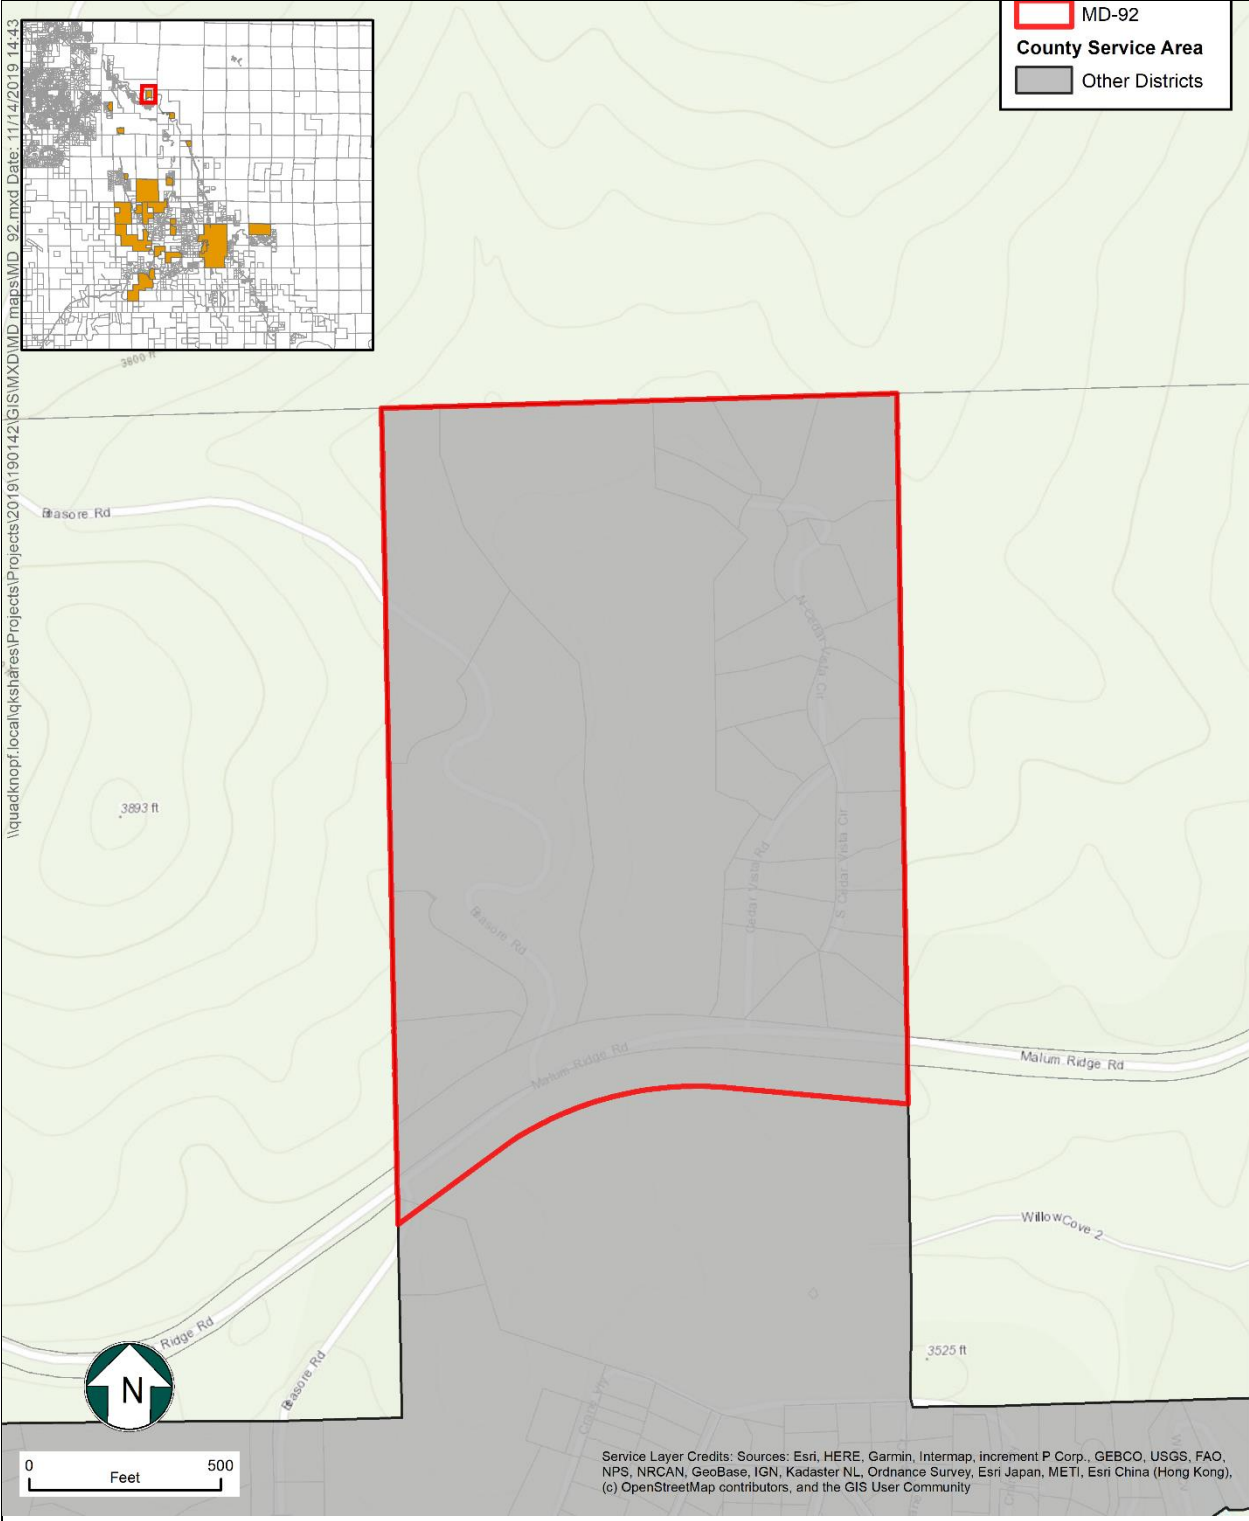 \\quadknopf.local\qkshares\Projects\Projects\2019\190142\GIS\MXD\MD maps\MD_92.mxd Date: 11/14/2019 14:43
MD-92
County Service Area
Other Districts
3800 ft
Beasore Rd
N Cedar Vista Cir
3893 ft
Cedar Vista Rd
S Cedar Vista Cir
Beasore Rd
Malum Ridge Rd
Malum Ridge Rd
Willow Cove 2
Ridge Rd
3525 ft
Beasore Rd
N
0 500
Feet
Service Layer Credits: Sources: Esri, HERE, Garmin, Intermap, increment P Corp., GEBCO, USGS, FAO,
NPS, NRCAN, GeoBase, IGN, Kadaster NL, Ordnance Survey, Esri Japan, METI, Esri China (Hong Kong),
(c) OpenStreetMap contributors, and the GIS User Community